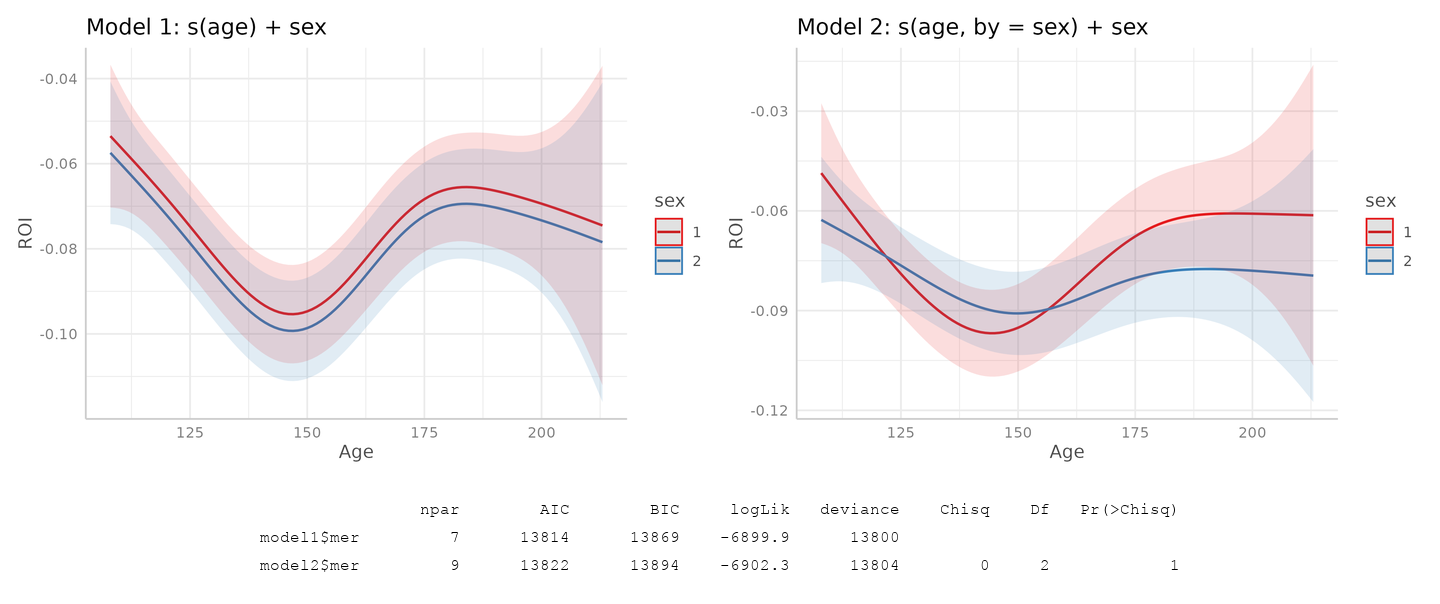 Model 1: s(age) + sex
-0.04
-0.06
-0.08
-0.10
ROI
125 150 175 200
Age
sex
1
2
Model 2: s(age, by = sex) + sex
-0.03
-0.06
-0.09
-0.12
ROI
125 150 175 200
Age
sex
1
2
npar AIC BIC logLik deviance Chisq Df Pr(>Chisq)
model1$mer 7 13814 13869 -6899.9 13800
model2$mer 9 13822 13894 -6902.3 13804 0 2 1